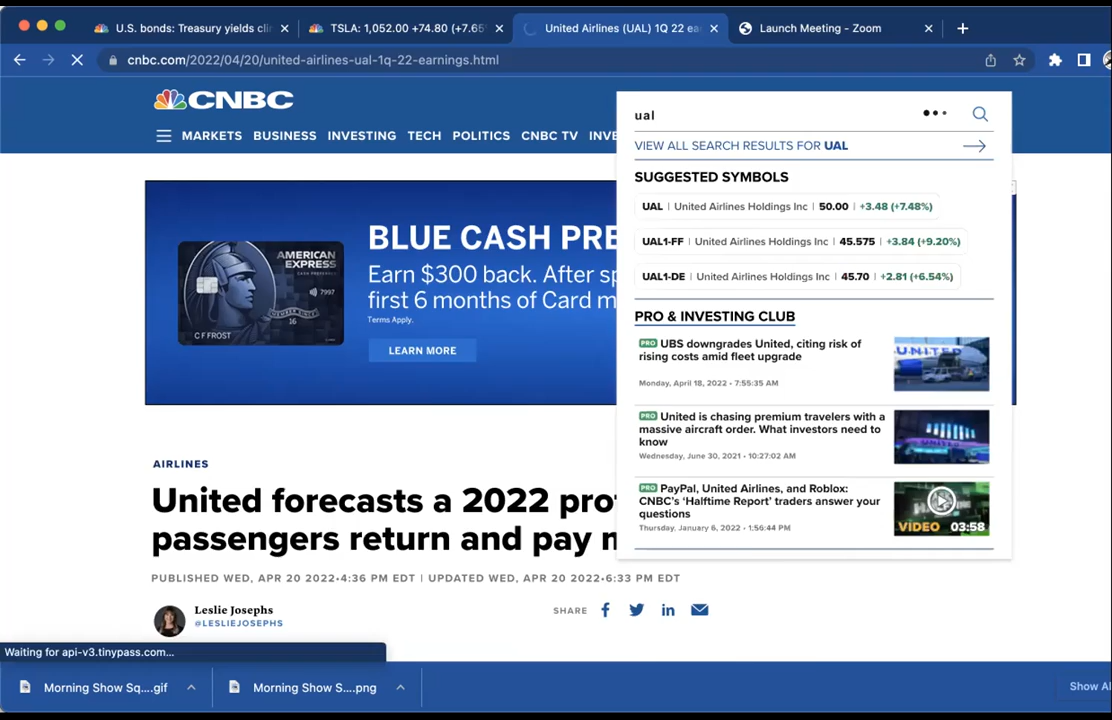 U.S. bonds: Treasury yields cli
TSLA: 1,052.00 +74.80 (+7.65
United Airlines (UAL) 1Q 22 ea
Launch Meeting - Zoom
cnbc.com/2022/04/20/united-airlines-ual-1q-22-earnings.html
CNBC
MARKETS BUSINESS INVESTING TECH POLITICS CNBC TV INVE
ual
VIEW ALL SEARCH RESULTS FOR UAL
SUGGESTED SYMBOLS
UAL | United Airlines Holdings Inc | 50.00 | +3.48 (+7.48%)
UAL1-FF | United Airlines Holdings Inc | 45.575 | +3.84 (+9.20%)
UAL1-DE | United Airlines Holdings Inc | 45.70 | +2.81 (+6.54%)
PRO & INVESTING CLUB
PRO UBS downgrades United, citing risk of
rising costs amid fleet upgrade
Monday, April 18, 2022 • 7:55:35 AM
UNITED
PRO United is chasing premium travelers with a
massive aircraft order. What investors need to
know
Wednesday, June 30, 2021 • 10:27:02 AM
PRO PayPal, United Airlines, and Roblox:
CNBC's 'Halftime Report' traders answer your
questions
Thursday, January 6, 2022 • 1:56:44 PM
VIDEO 03:58
AMERICAN
EXPRESS
7997
MEMBER SINCE
16
C F FROST
BLUE CASH PRE
Earn $300 back. After sp
first 6 months of Card m
Terms Apply.
LEARN MORE
AIRLINES
United forecasts a 2022 pro
passengers return and pay
PUBLISHED WED, APR 20 2022•4:36 PM EDT | UPDATED WED, APR 20 2022•6:33 PM EDT
Leslie Josephs
@LESLIEJOSEPHS
SHARE
Waiting for api-v3.tinypass.com...
Morning Show Sq....gif
Morning Show S....png
Show Al